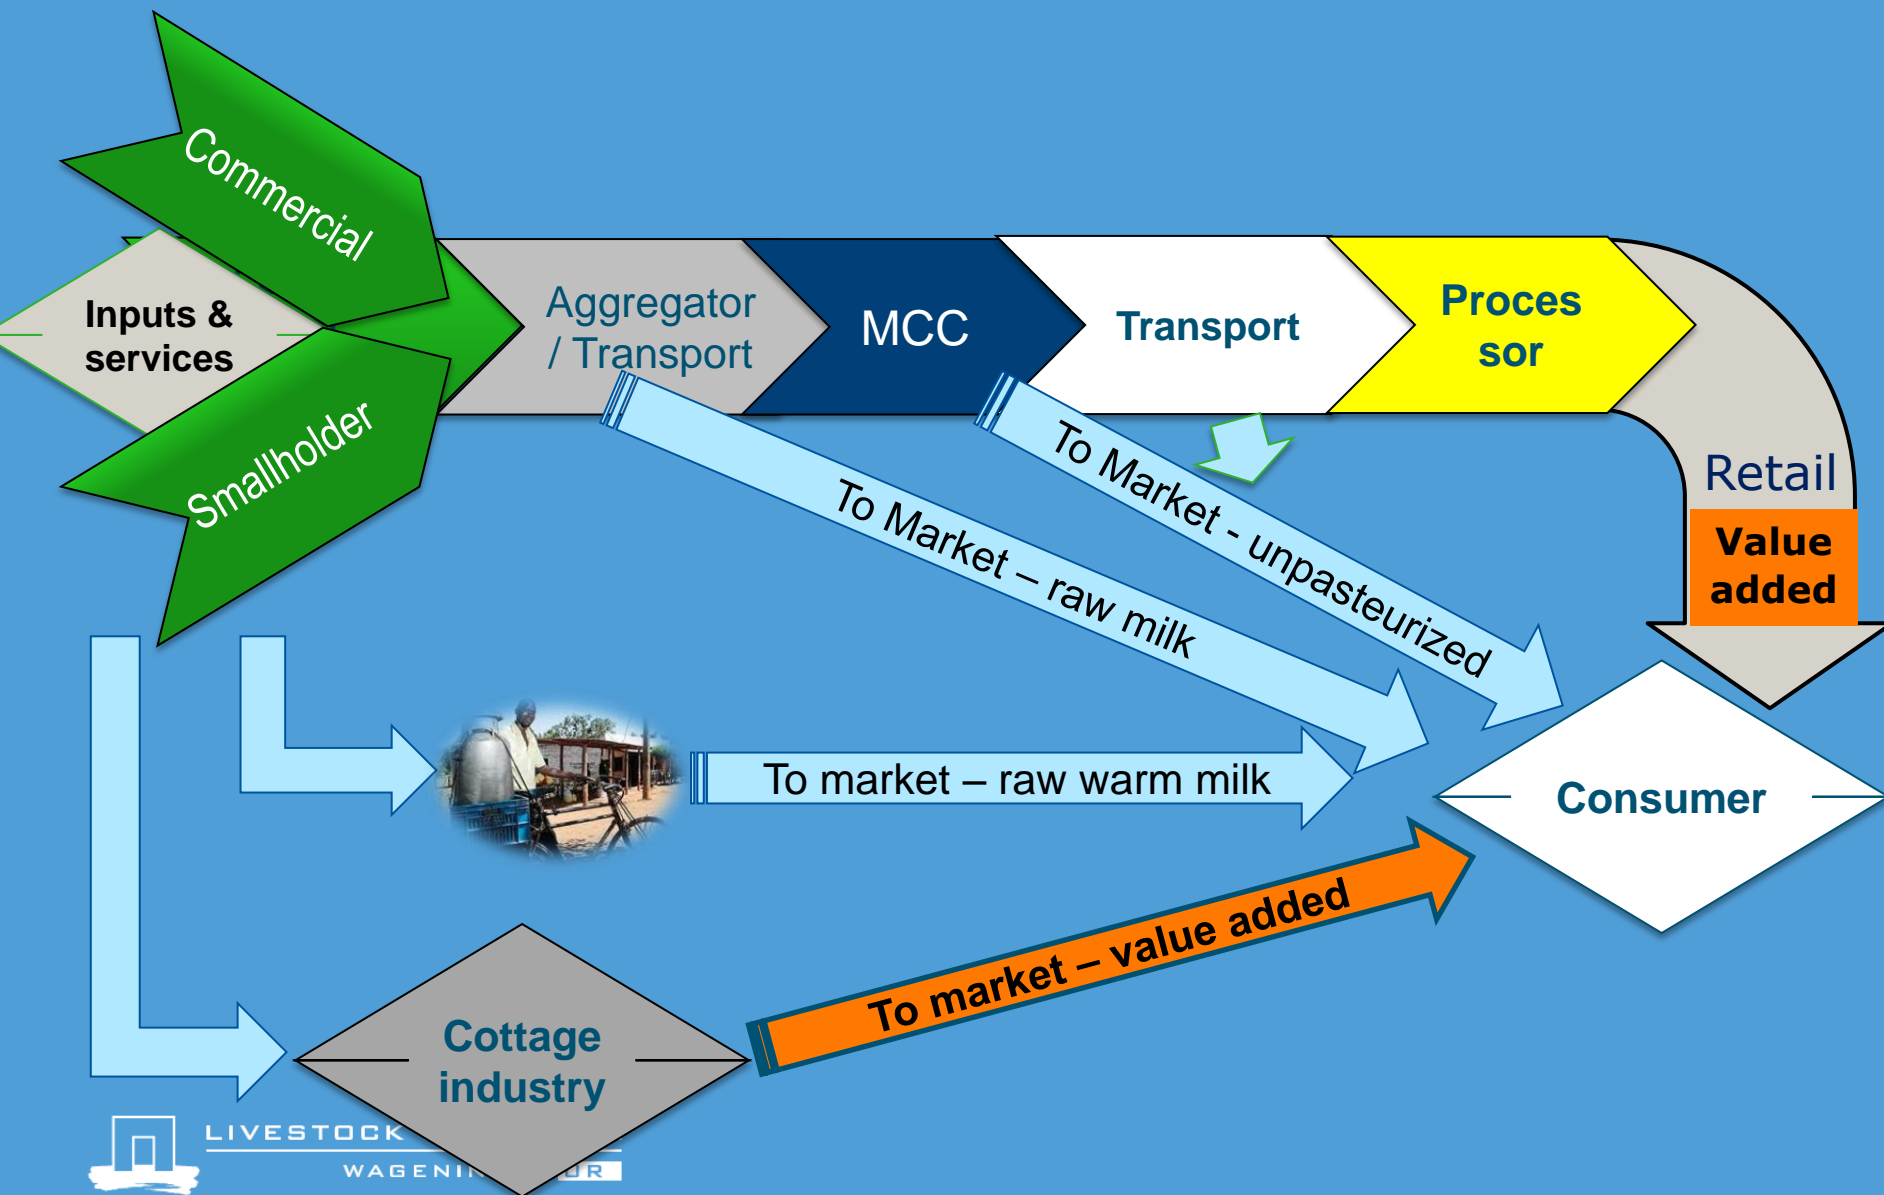 Commercial
Inputs &
services
Smallholder
Aggregator
/ Transport
MCC
Transport
Proces
sor
Retail
Value
added
To Market - unpasteurized
To Market – raw milk
To market – raw warm milk
Consumer
To market – value added
Cottage
industry
LIVESTOCK